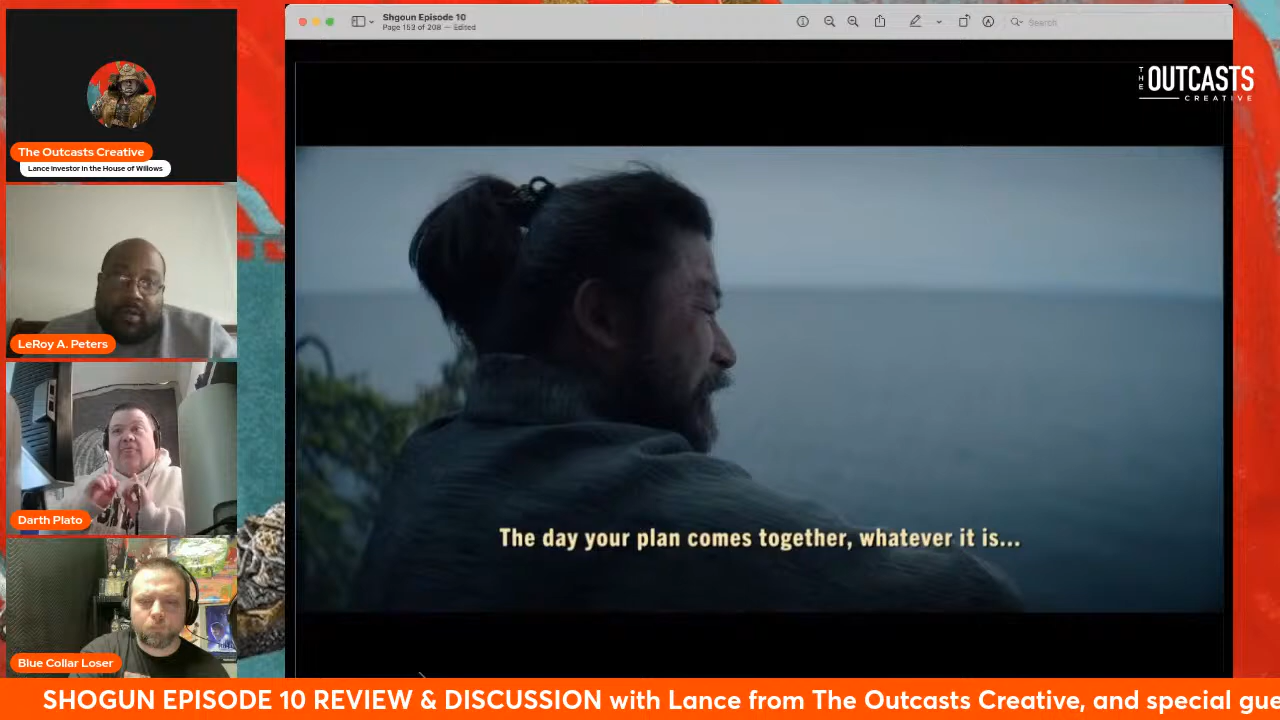 Shgoun Episode 10
Page 153 of 208 — Edited
Search
THE OUTCASTS
CREATIVE
The Outcasts Creative
Lance Investor in the House of Willows
LeRoy A. Peters
Darth Plato
Blue Collar Loser
The day your plan comes together, whatever it is...
SHOGUN EPISODE 10 REVIEW & DISCUSSION with Lance from The Outcasts Creative, and special gue